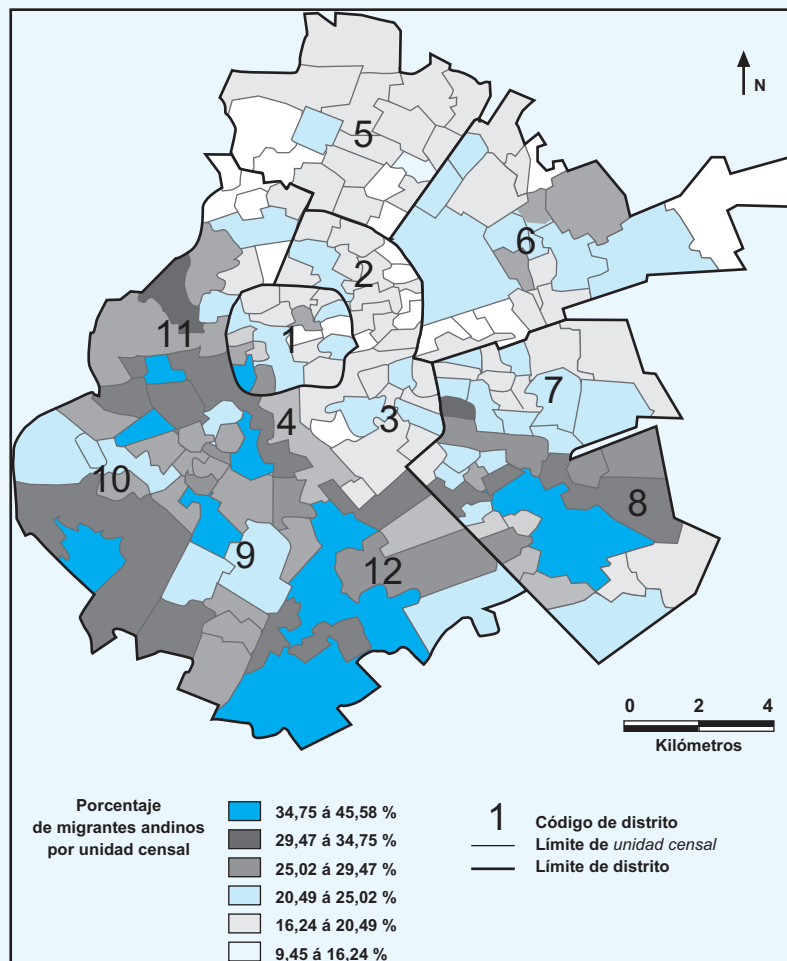 N
5
6
2
11
1
7
3
4
10
8
9
12
0 2 4
Kilómetros
Porcentaje
de migrantes andinos
por unidad censal
34,75 á 45,58 %
29,47 á 34,75 %
25,02 á 29,47 %
20,49 á 25,02 %
16,24 á 20,49 %
9,45 á 16,24 %
1 Código de distrito
Límite de unidad censal
Límite de distrito